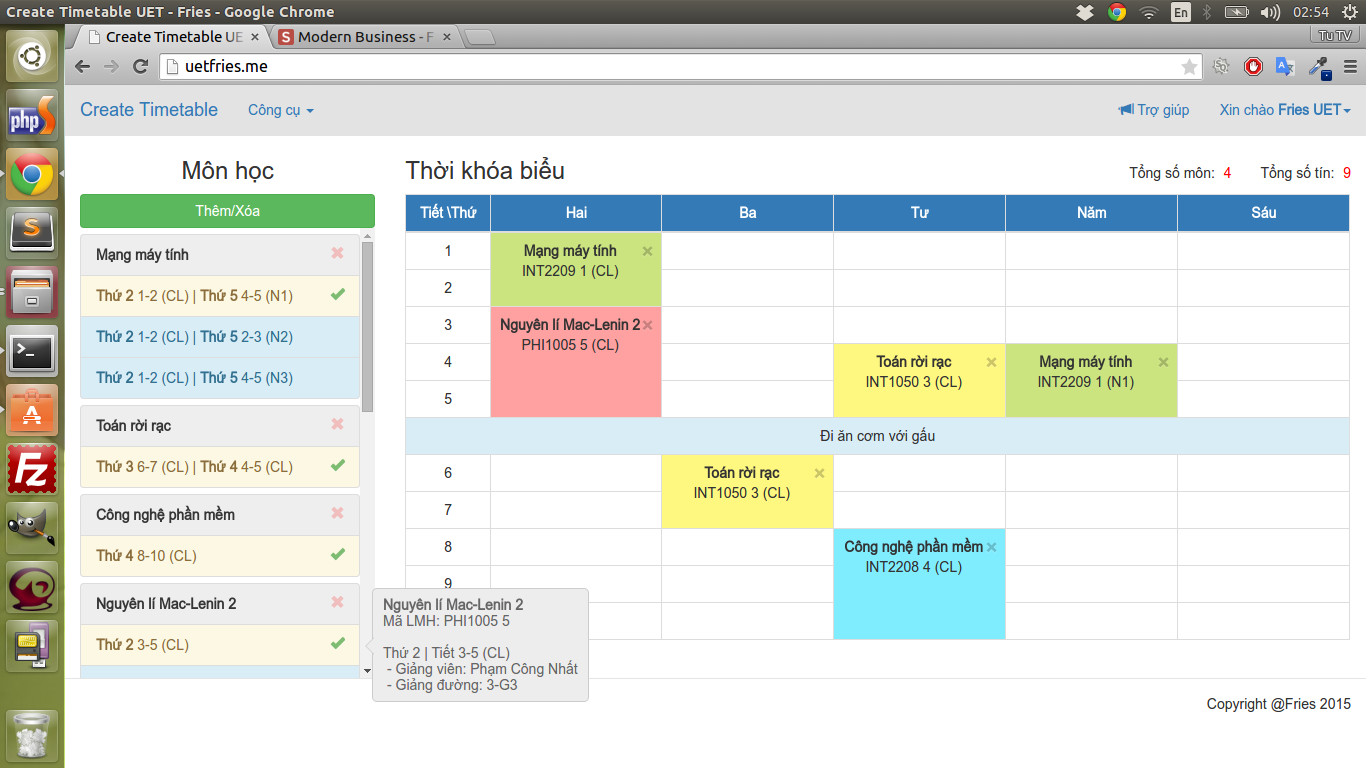 Create Timetable UET - Fries - Google Chrome
En
02:54
Create Timetable UE
Modern Business - F
Tu TV
uetfries.me
Create Timetable
Công cụ
Trợ giúp
Xin chào Fries UET
Môn học
Thêm/Xóa
Mạng máy tính
Thứ 2 1-2 (CL) | Thứ 5 4-5 (N1)
Thứ 2 1-2 (CL) | Thứ 5 2-3 (N2)
Thứ 2 1-2 (CL) | Thứ 5 4-5 (N3)
Toán rời rạc
Thứ 3 6-7 (CL) | Thứ 4 4-5 (CL)
Công nghệ phần mềm
Thứ 4 8-10 (CL)
Nguyên lí Mac-Lenin 2
Thứ 2 3-5 (CL)
Thời khóa biểu
Tổng số môn: 4
Tổng số tín: 9
Tiết \Thứ
Hai
Ba
Tư
Năm
Sáu
1
Mạng máy tính
INT2209 1 (CL)
2
3
Nguyên lí Mac-Lenin 2
PHI1005 5 (CL)
4
Toán rời rạc
INT1050 3 (CL)
Mạng máy tính
INT2209 1 (N1)
5
Đi ăn cơm với gấu
6
Toán rời rạc
INT1050 3 (CL)
7
8
Công nghệ phần mềm
INT2208 4 (CL)
9
Nguyên lí Mac-Lenin 2
Mã LMH: PHI1005 5
Thứ 2 | Tiết 3-5 (CL)
- Giảng viên: Phạm Công Nhất
- Giảng đường: 3-G3
Copyright @Fries 2015
php
S
S
A
Fz